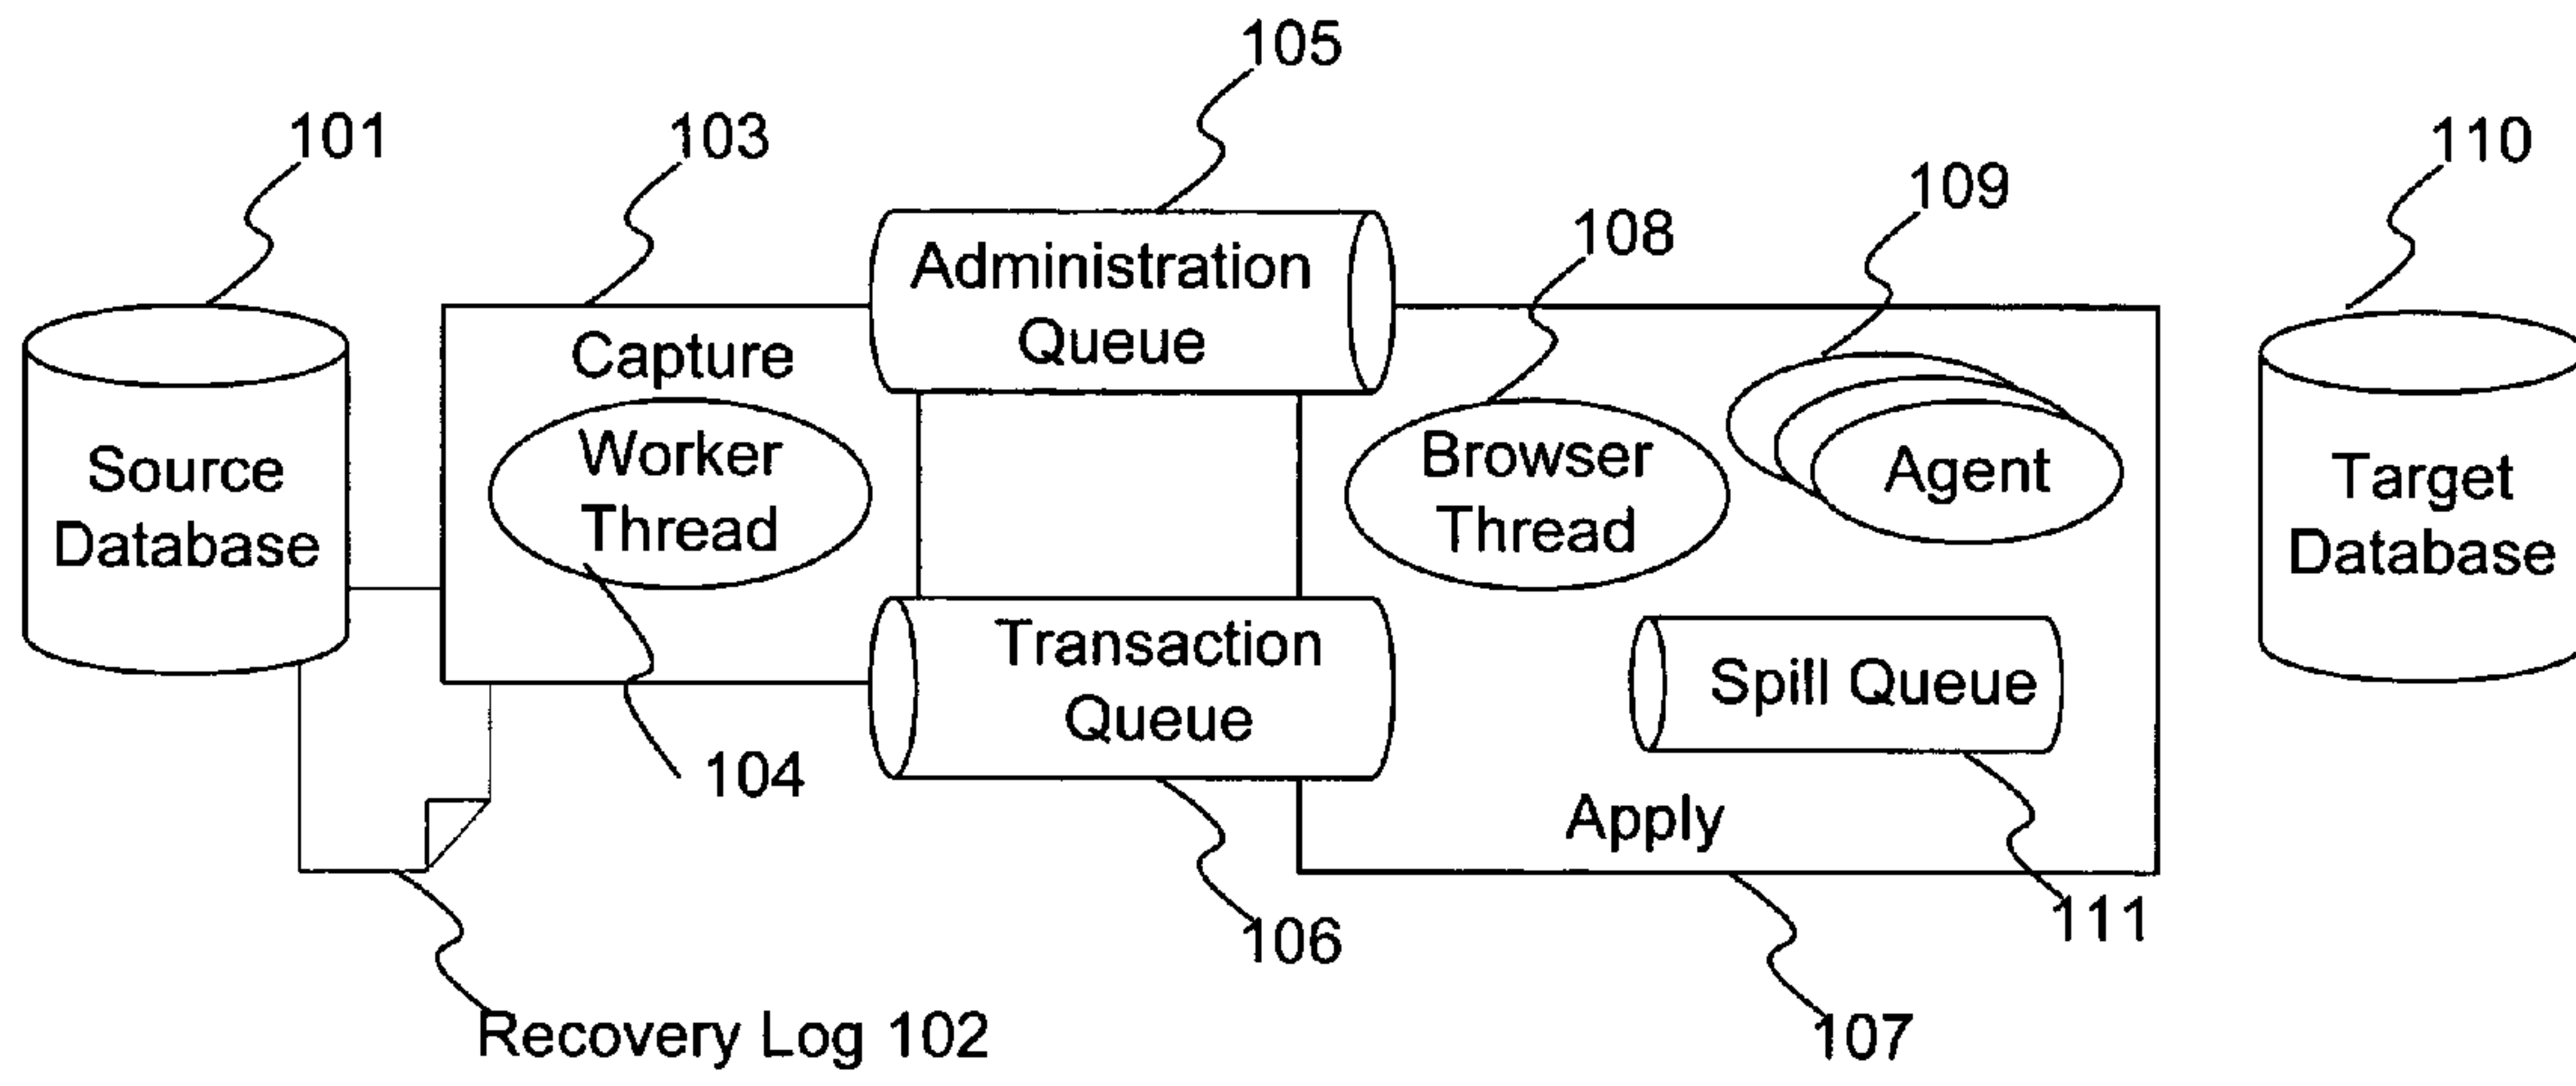 105
101
103
110
109
108
Administration
Queue
Capture
Worker
Thread
Browser
Thread
Agent
Source
Database
Target
Database
Transaction
Queue
Spill Queue
104
Apply
111
106
Recovery Log 102
107